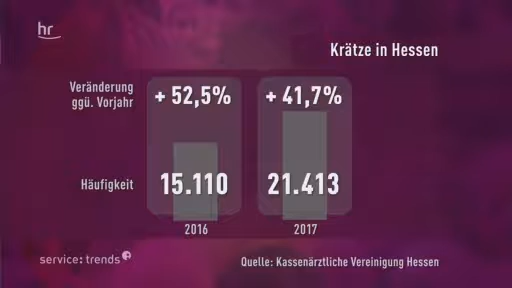 hr
Krätze in Hessen
Veränderung
ggü. Vorjahr
+ 52,5%
+ 41,7%
Häufigkeit
15.110
21.413
2016
2017
service: trends
Quelle: Kassenärztliche Vereinigung Hessen